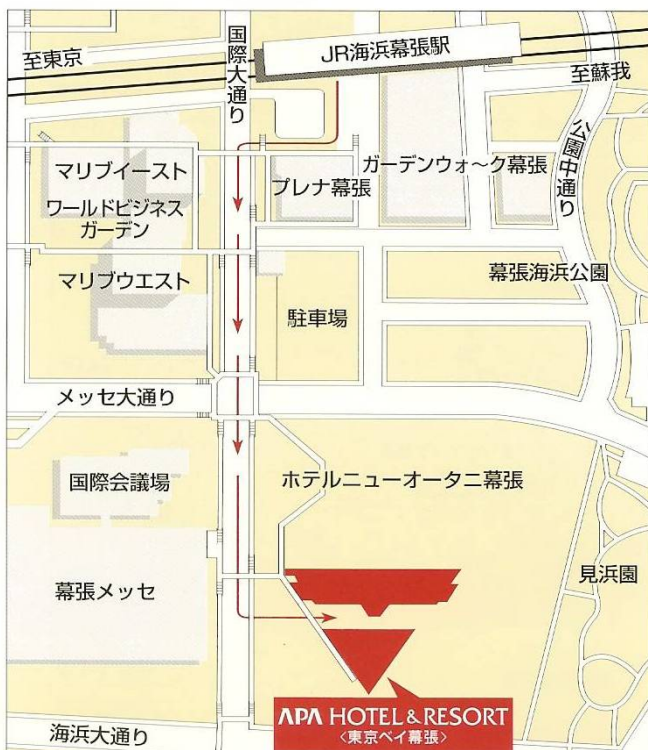 JR海浜幕張駅
至東京
国際大通り
至蘇我
公園中通り
マリブイースト
ワールドビジネス
ガーデン
マリブウエスト
プレナ幕張
ガーデンウォ〜ク幕張
幕張海浜公園
駐車場
メッセ大通り
国際会議場
ホテルニューオータニ幕張
幕張メッセ
見浜園
APA HOTEL & RESORT
〈東京ベイ幕張〉
海浜大通り